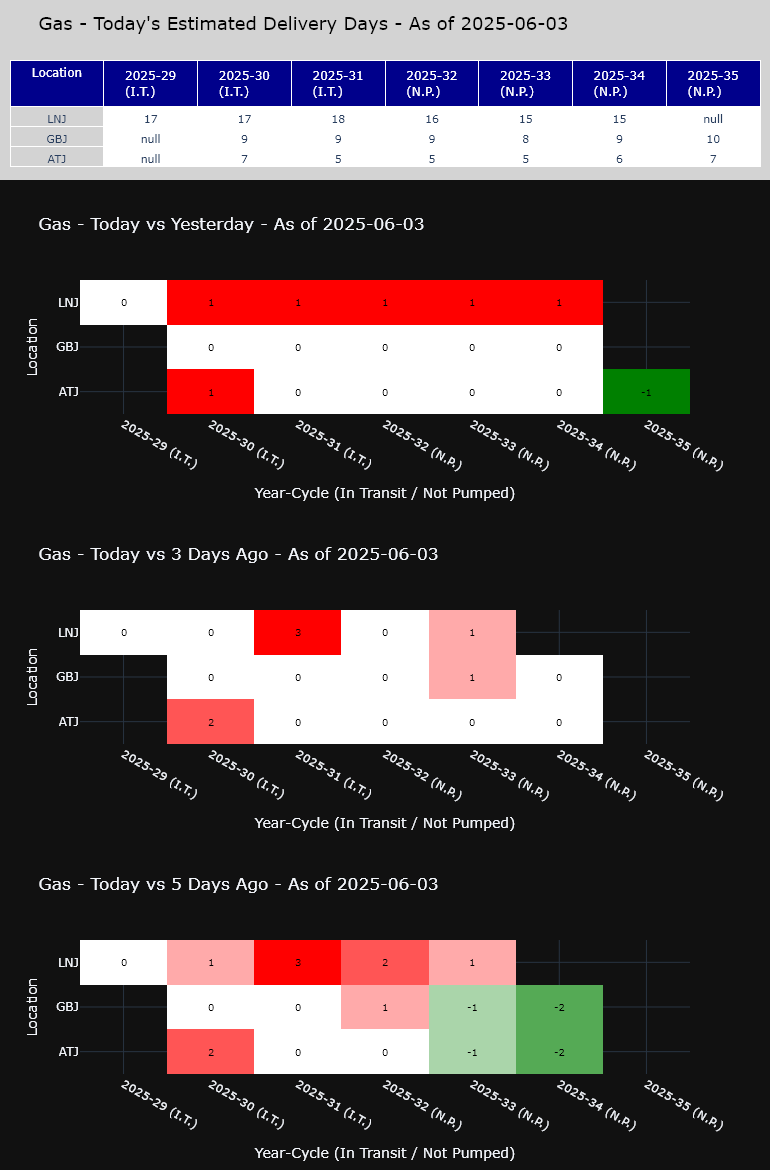 Gas - Today's Estimated Delivery Days - As of 2025-06-03
Location 2025-29 (I.T.) 2025-30 (I.T.) 2025-31 (I.T.) 2025-32 (N.P.) 2025-33 (N.P.) 2025-34 (N.P.) 2025-35 (N.P.)
LNJ 17 17 18 16 15 15 null
GBJ null 9 9 9 8 9 10
ATJ null 7 5 5 5 6 7
Gas - Today vs Yesterday - As of 2025-06-03
Location
LNJ 0 1 1 1 1 1
GBJ 0 0 0 0 0
ATJ 1 0 0 0 0 -1
2025-29 (I.T.) 2025-30 (I.T.) 2025-31 (I.T.) 2025-32 (N.P.) 2025-33 (N.P.) 2025-34 (N.P.) 2025-35 (N.P.)
Year-Cycle (In Transit / Not Pumped)
Gas - Today vs 3 Days Ago - As of 2025-06-03
Location
LNJ 0 0 3 0 1
GBJ 0 0 0 1 0
ATJ 2 0 0 0 0
2025-29 (I.T.) 2025-30 (I.T.) 2025-31 (I.T.) 2025-32 (N.P.) 2025-33 (N.P.) 2025-34 (N.P.) 2025-35 (N.P.)
Year-Cycle (In Transit / Not Pumped)
Gas - Today vs 5 Days Ago - As of 2025-06-03
Location
LNJ 0 1 3 2 1
GBJ 0 0 1 -1 -2
ATJ 2 0 0 -1 -2
2025-29 (I.T.) 2025-30 (I.T.) 2025-31 (I.T.) 2025-32 (N.P.) 2025-33 (N.P.) 2025-34 (N.P.) 2025-35 (N.P.)
Year-Cycle (In Transit / Not Pumped)